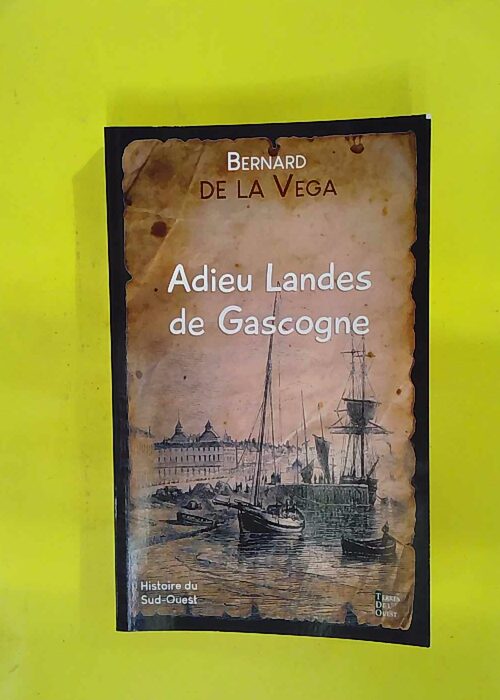 Bernard
de la Vega
Adieu Landes
de Gascogne
Histoire du
Sud-Ouest
Terres
De l'
Ouest